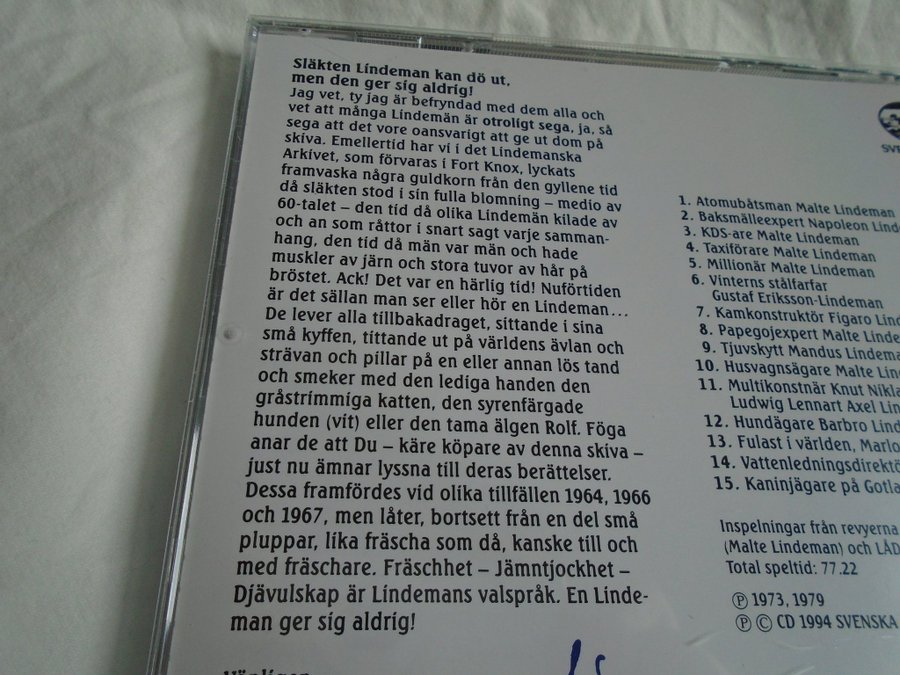 Släkten Lindeman kan dö ut,
men den ger sig aldrig!
Jag vet, ty jag är befryndad med dem alla och
vet att många Lindemän är otroligt sega, ja, så
sega att det vore oansvarigt att ge ut dom på
skiva. Emellertid har vi i det Lindemanska
Arkivet, som förvaras i Fort Knox, lyckats
framvaska några guldkorn från den gyllene tid
då släkten stod i sin fulla blomning – medio av
60-talet – den tid då olika Lindemän kilade av
och an som råttor i snart sagt varje samman-
hang, den tid då män var män och hade
muskler av järn och stora tuvor av hår på
bröstet. Ack! Det var en härlig tid! Nuförtiden
är det sällan man ser eller hör en Lindeman...
De lever alla tillbakadraget, sittande i sina
små kyffen, tittande ut på världens ävlan och
strävan och pillar på en eller annan lös tand
och smeker med den lediga handen den
gråstrimmiga katten, den syrenfärgade
hunden (vit) eller den tama älgen Rolf. Föga
anar de att Du – käre köpare av denna skiva –
just nu ämnar lyssna till deras berättelser.
Dessa framfördes vid olika tillfällen 1964, 1966
och 1967, men låter, bortsett från en del små
pluppar, lika fräscha som då, kanske till och
med fräschare. Fräschhet – Jämntjockhet –
Djävulskap är Lindemans valspråk. En Linde-
man ger sig aldrig!
SVE
1. Atomubåtsman Malte Lindeman
2. Baksmälleexpert Napoleon Linde
3. KDS-are Malte Lindeman
4. Taxiförare Malte Lindeman
5. Millionär Malte Lindeman
6. Vinterns stålfarfar
Gustaf Eriksson-Lindeman
7. Kamkonstruktör Figaro Lin
8. Papegojexpert Malte Linde
9. Tjuvskytt Mandus Lindema
10. Husvagnsägare Malte Lin
11. Multikonstnär Knut Nikla
Ludwig Lennart Axel Lin
12. Hundägare Barbro Lind
13. Fulast i världen, Marlo
14. Vattenledningsdirektö
15. Kaninjägare på Gotla
Inspelningar från revyerna
(Malte Lindeman) och LÅD
Total speltid: 77.22
Ⓟ 1973, 1979
Ⓟ © CD 1994 SVENSKA